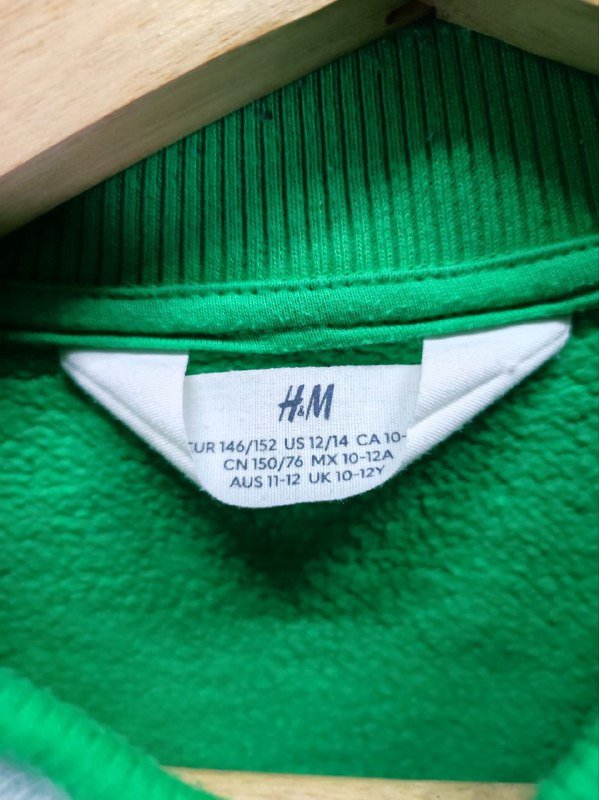 H&M
EUR 146/152 US 12/14 CA 10-
CN 150/76 MX 10-12A
AUS 11-12 UK 10-12Y